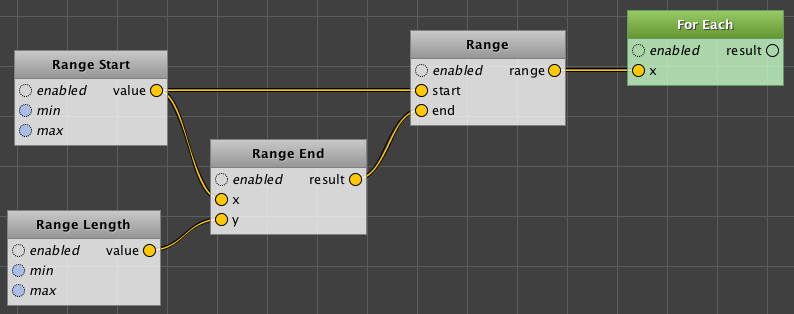 Range Start
enabled value
min
max
Range Length
enabled value
min
max
Range End
enabled result
x
y
Range
enabled range
start
end
For Each
enabled result
x